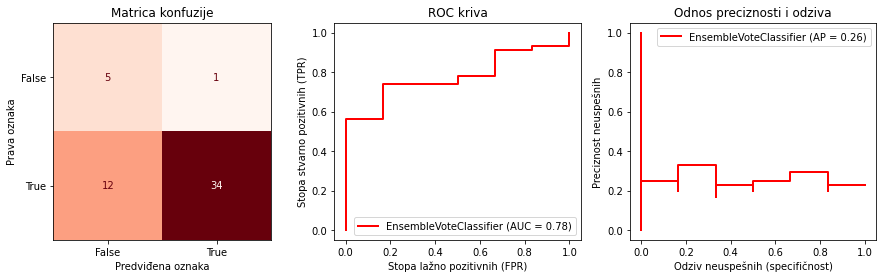 Matrica konfuzije
Prava oznaka
False
True
5
1
12
34
False
True
Predviđena oznaka
ROC kriva
Stopa stvarno pozitivnih (TPR)
1.0
0.8
0.6
0.4
0.2
0.0
EnsembleVoteClassifier (AUC = 0.78)
0.0
0.2
0.4
0.6
0.8
1.0
Stopa lažno pozitivnih (FPR)
Odnos preciznosti i odziva
Preciznost neuspešnih
1.0
0.8
0.6
0.4
0.2
0.0
EnsembleVoteClassifier (AP = 0.26)
0.0
0.2
0.4
0.6
0.8
1.0
Odziv neuspešnih (specifičnost)